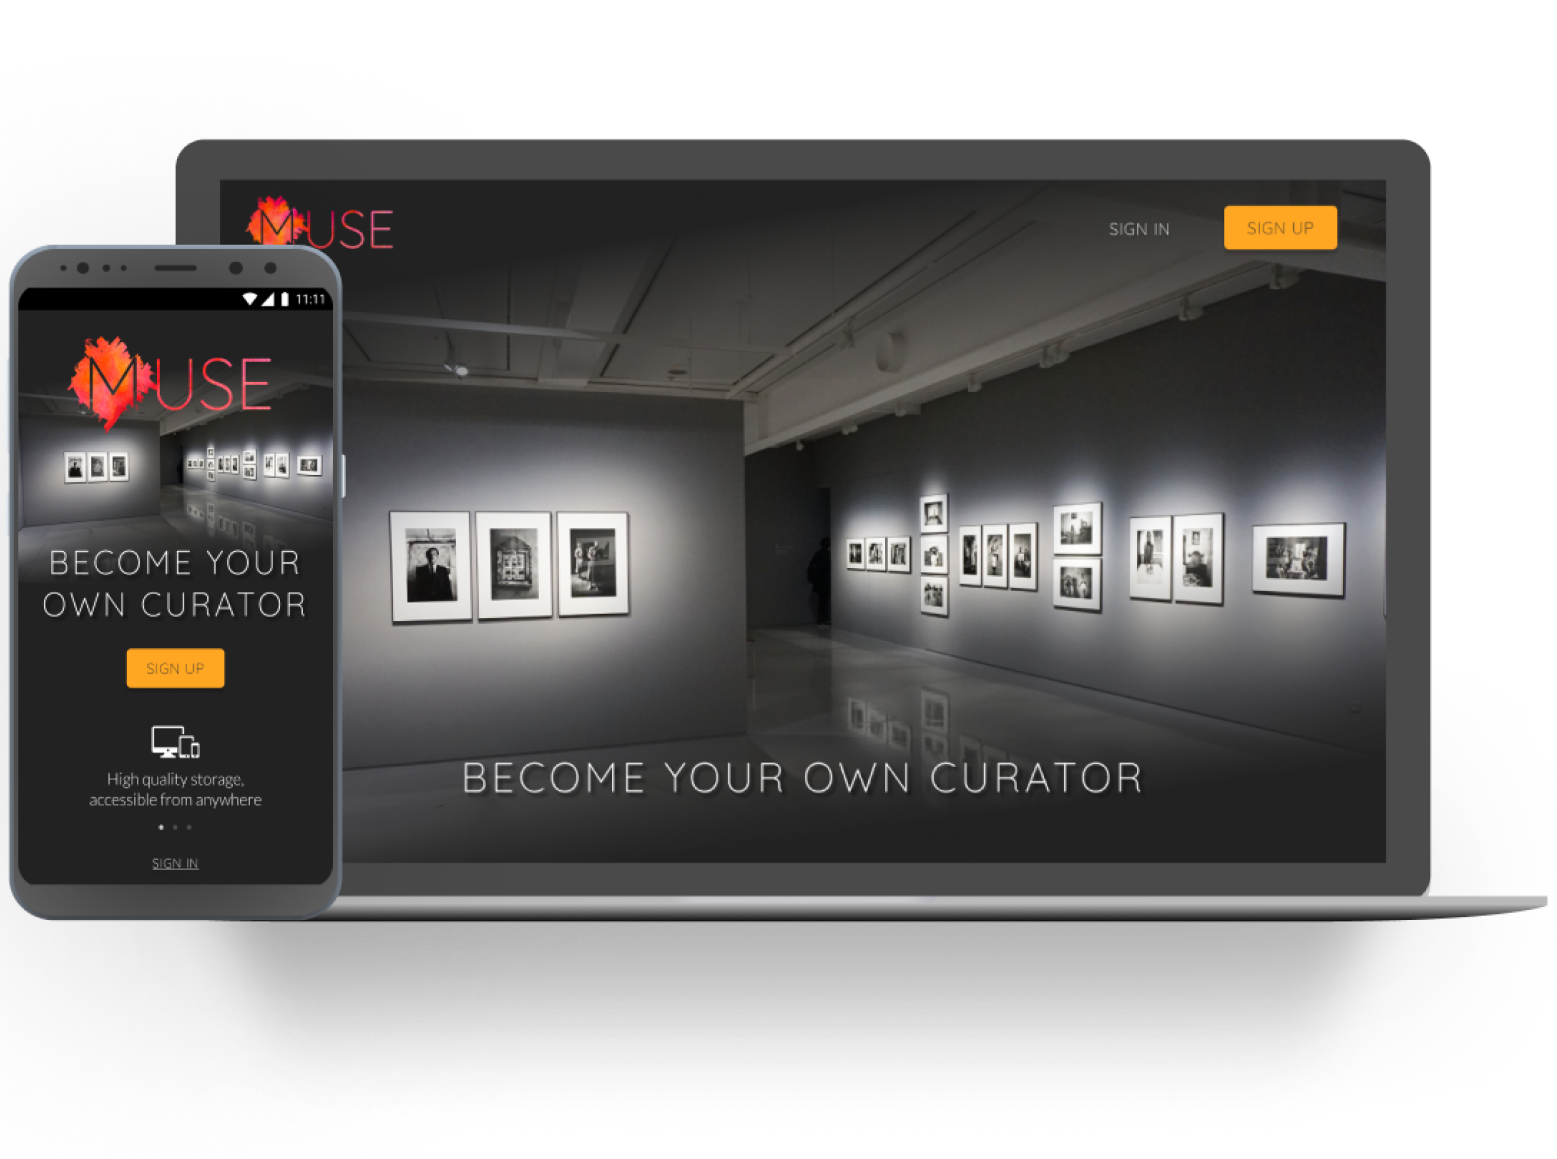 MUSE
SIGN IN
SIGN UP
11:11
MUSE
BECOME YOUR
OWN CURATOR
SIGN UP
High quality storage,
accessible from anywhere
SIGN IN
BECOME YOUR OWN CURATOR